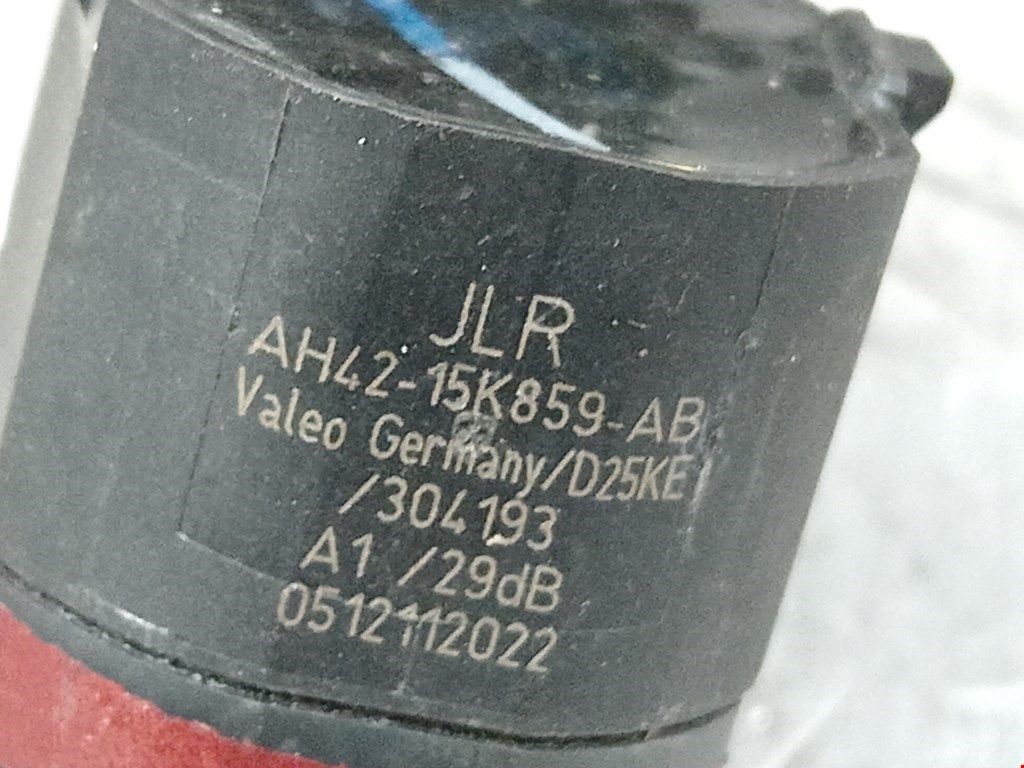 JLR
AH42-15K859-AB
Valeo Germany/D25KE
/304193
A1 /29dB
0512112022